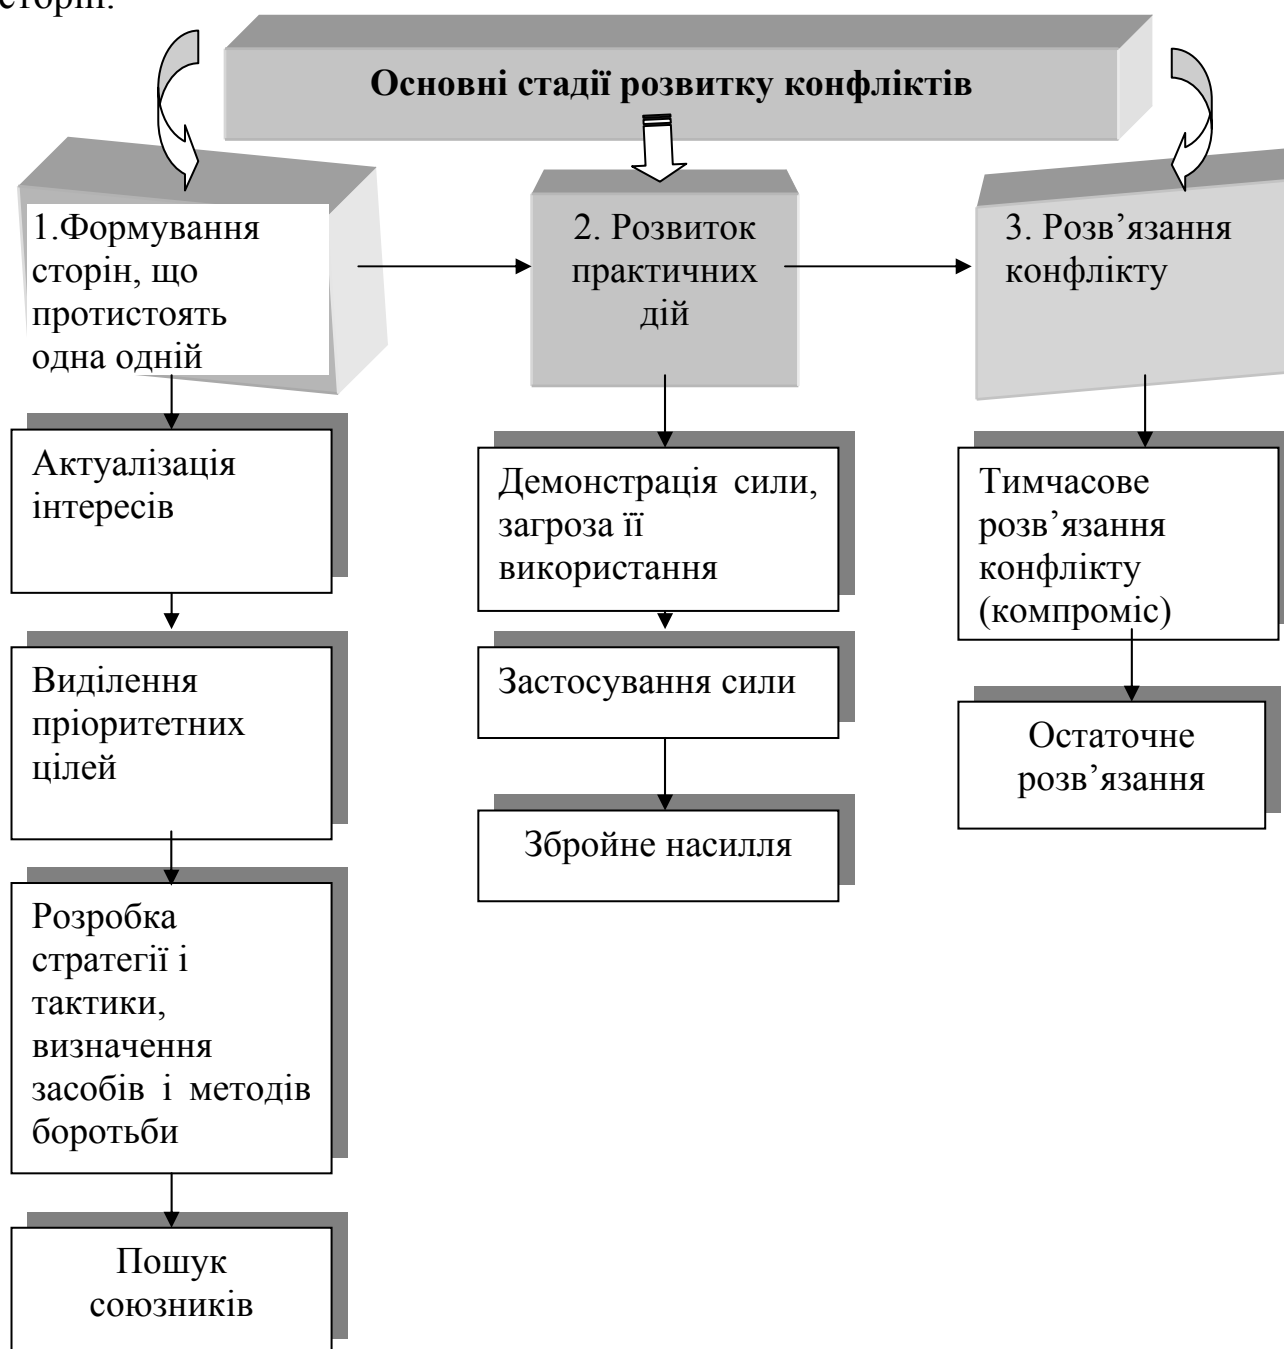 сторін.
Основні стадії розвитку конфліктів
1.Формування
сторін, що
протистоять
одна одній
2. Розвиток
практичних
дій
3. Розв’язання
конфлікту
Актуалізація
інтересів
Виділення
пріоритетних
цілей
Розробка
стратегії і
тактики,
визначення
засобів і методів
боротьби
Пошук
союзників
Демонстрація сили,
загроза її
використання
Застосування сили
Збройне насилля
Тимчасове
розв’язання
конфлікту
(компроміс)
Остаточне
розв’язання